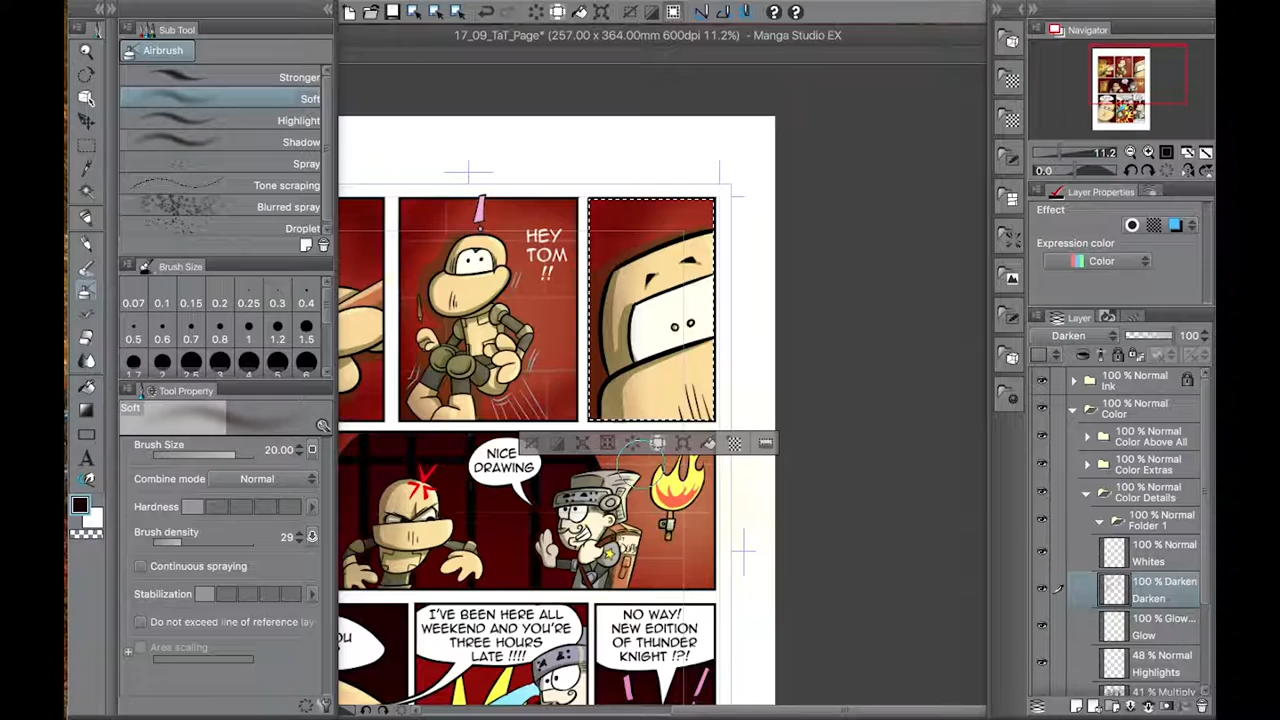 17_09_TaT_Page* (257.00 x 364.00mm 600dpi 11.2%) - Manga Studio EX
Sub Tool
Airbrush
Stronger
Soft
Highlight
Shadow
Spray
Tone scraping
Blurred spray
Droplet
Brush Size
0.07 0.1 0.15 0.2 0.25 0.3 0.4
0.5 0.6 0.7 0.8 1 1.2 1.5
Tool Property
Soft
Brush Size 20.00
Combine mode Normal
Hardness
Brush density 29
Continuous spraying
Stabilization
Do not exceed line of reference lay
Area scaling
HEY
TOM
!!
NICE
DRAWING
I'VE BEEN HERE ALL
WEEKEND AND YOU'RE
THREE HOURS
LATE !!!!
NO WAY!
NEW EDITION
OF THUNDER
KNIGHT !?!
Navigator
11.2
0.0
Layer Properties
Effect
Expression color
Color
Layer
Darken 100
100 % Normal
Ink
100 % Normal
Color
100 % Normal
Color Above All
100 % Normal
Color Extras
100 % Normal
Color Details
100 % Normal
Folder 1
100 % Normal
Whites
100 % Darken
Darken
100 % Glow...
Glow
48 % Normal
Highlights
41 % Multiply